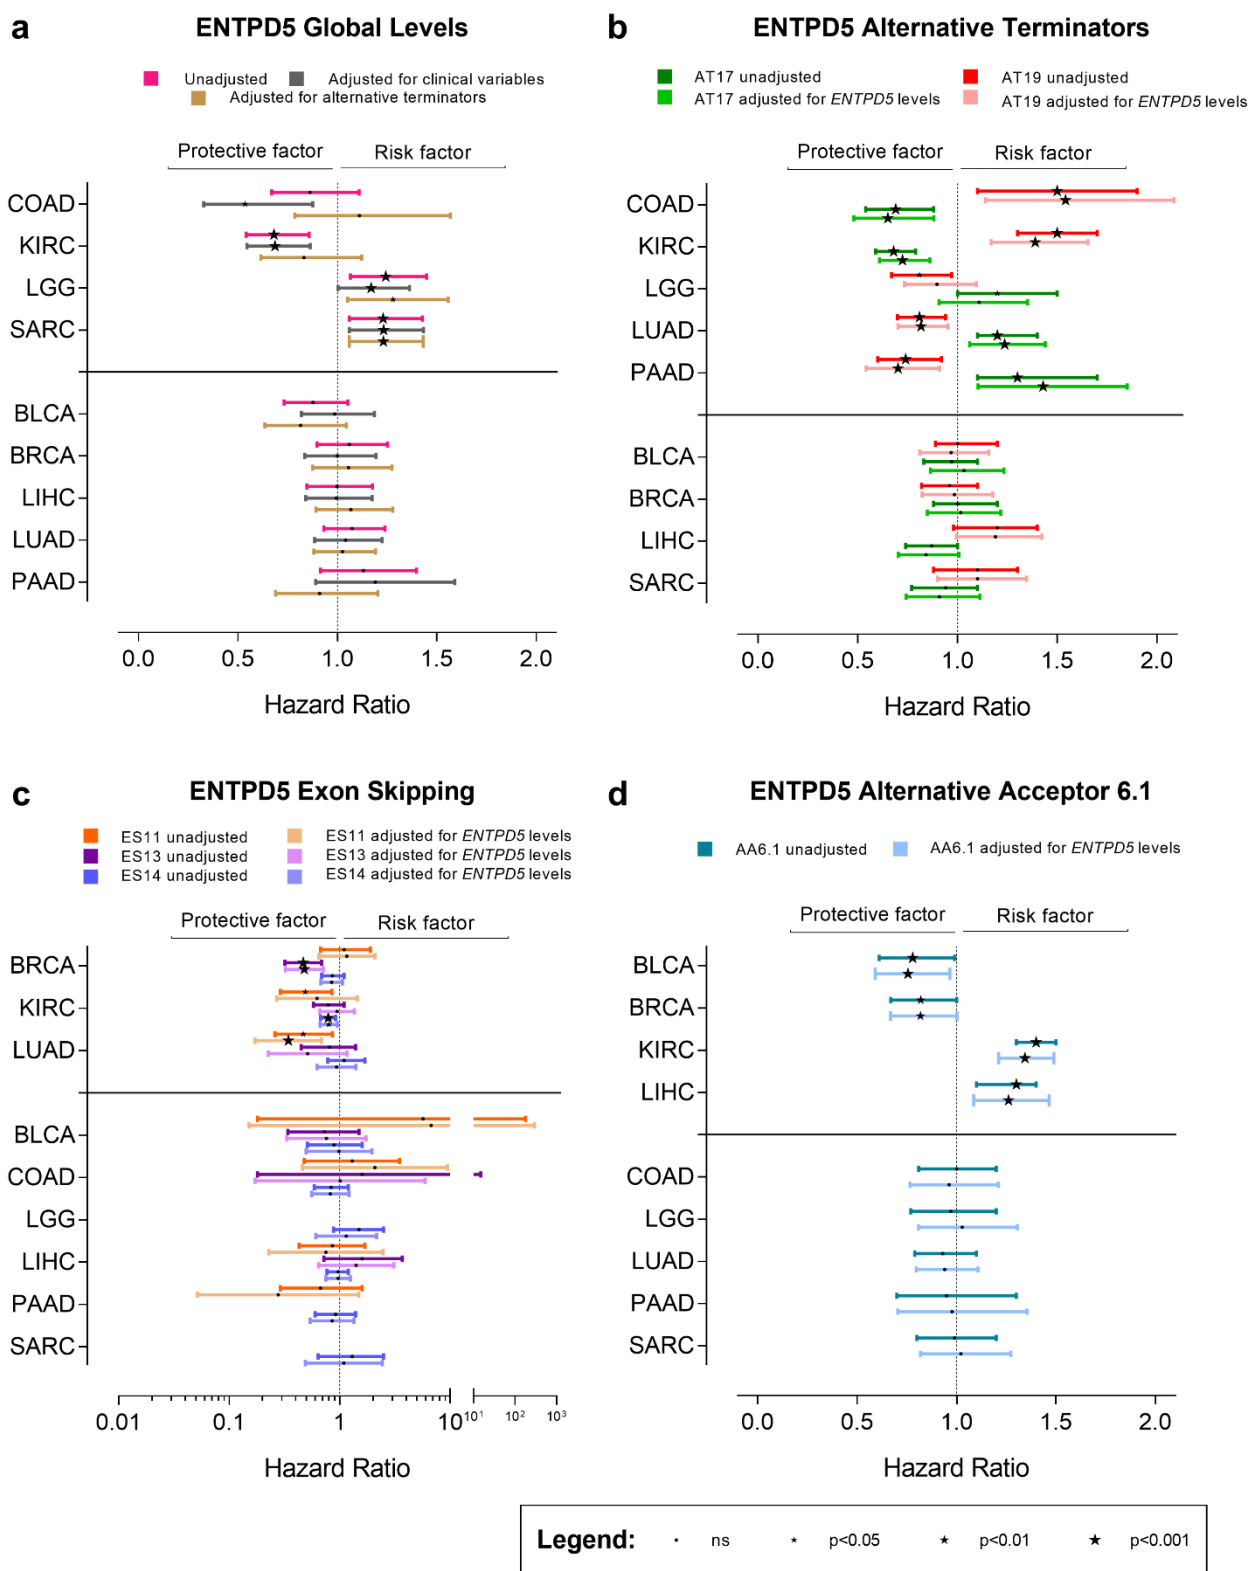 a
ENTPD5 Global Levels
Unadjusted
Adjusted for clinical variables
Adjusted for alternative terminators
Protective factor
Risk factor
COAD
KIRC
LGG
SARC
BLCA
BRCA
LIHC
LUAD
PAAD
0.0 0.5 1.0 1.5 2.0
Hazard Ratio
b
ENTPD5 Alternative Terminators
AT17 unadjusted
AT19 unadjusted
AT17 adjusted for ENTPD5 levels
AT19 adjusted for ENTPD5 levels
Protective factor
Risk factor
COAD
KIRC
LGG
LUAD
PAAD
BLCA
BRCA
LIHC
SARC
0.0 0.5 1.0 1.5 2.0
Hazard Ratio
c
ENTPD5 Exon Skipping
ES11 unadjusted
ES11 adjusted for ENTPD5 levels
ES13 unadjusted
ES13 adjusted for ENTPD5 levels
ES14 unadjusted
ES14 adjusted for ENTPD5 levels
Protective factor
Risk factor
BRCA
KIRC
LUAD
BLCA
COAD
LGG
LIHC
PAAD
SARC
0.01 0.1 1 10 10¹ 10² 10³
Hazard Ratio
d
ENTPD5 Alternative Acceptor 6.1
AA6.1 unadjusted
AA6.1 adjusted for ENTPD5 levels
Protective factor
Risk factor
BLCA
BRCA
KIRC
LIHC
COAD
LGG
LUAD
PAAD
SARC
0.0 0.5 1.0 1.5 2.0
Hazard Ratio
Legend: ns p<0.05 p<0.01 p<0.001